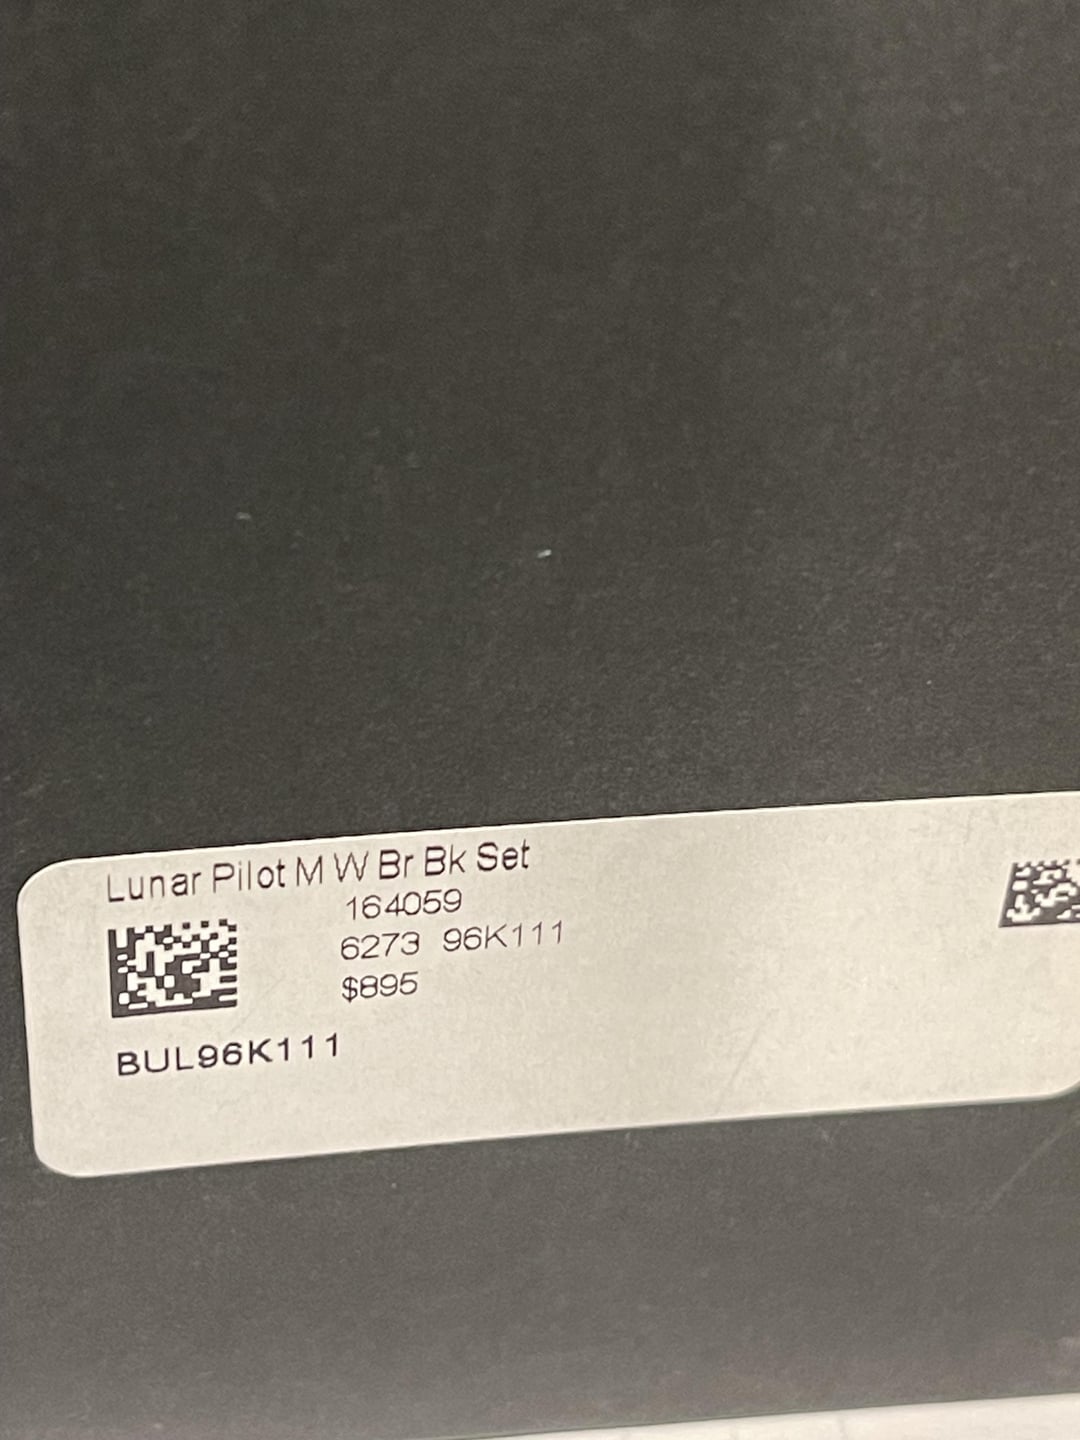 Lunar Pilot M W Br Bk Set
164059
6273 96K111
$895
BUL96K111